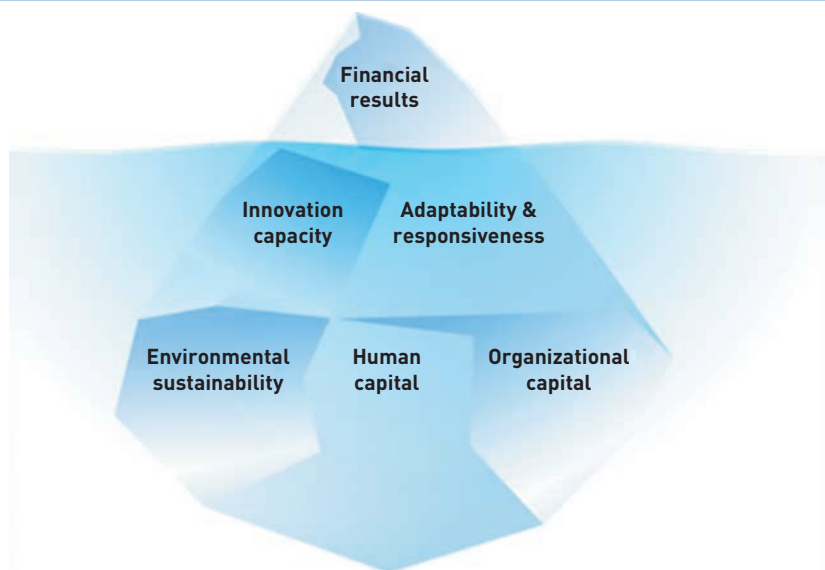 Financial
results
Innovation
capacity
Adaptability &
responsiveness
Environmental
sustainability
Human
capital
Organizational
capital